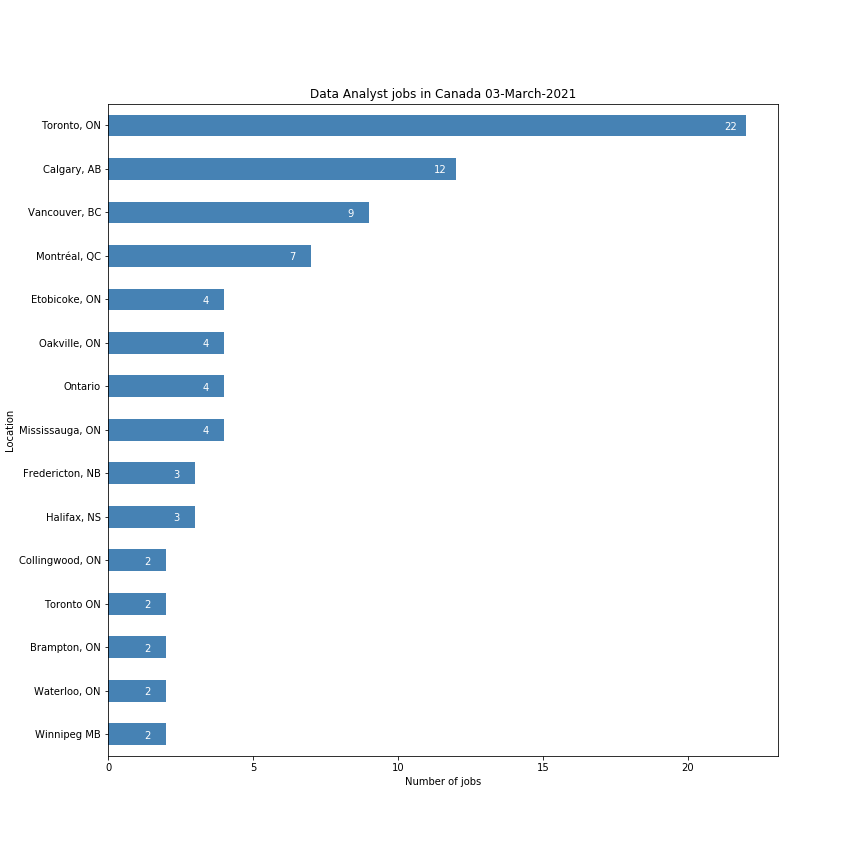 Data Analyst jobs in Canada 03-March-2021
Toronto, ON 22
Calgary, AB 12
Vancouver, BC 9
Montréal, QC 7
Etobicoke, ON 4
Oakville, ON 4
Ontario 4
Mississauga, ON 4
Fredericton, NB 3
Halifax, NS 3
Collingwood, ON 2
Toronto ON 2
Brampton, ON 2
Waterloo, ON 2
Winnipeg MB 2
Location
0 5 10 15 20
Number of jobs